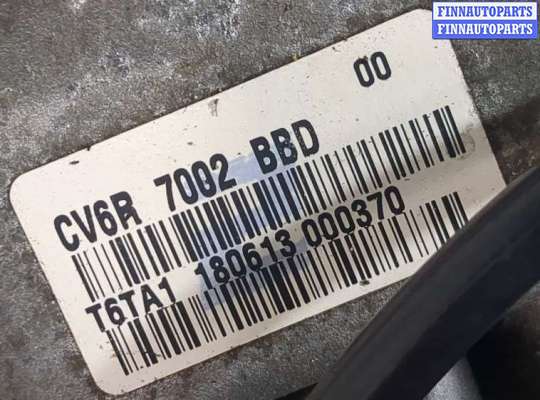 FINNAUTOPARTS
FINNAUTOPARTS
00
CV6R 7002 BBD
T6TA1 180613 000370